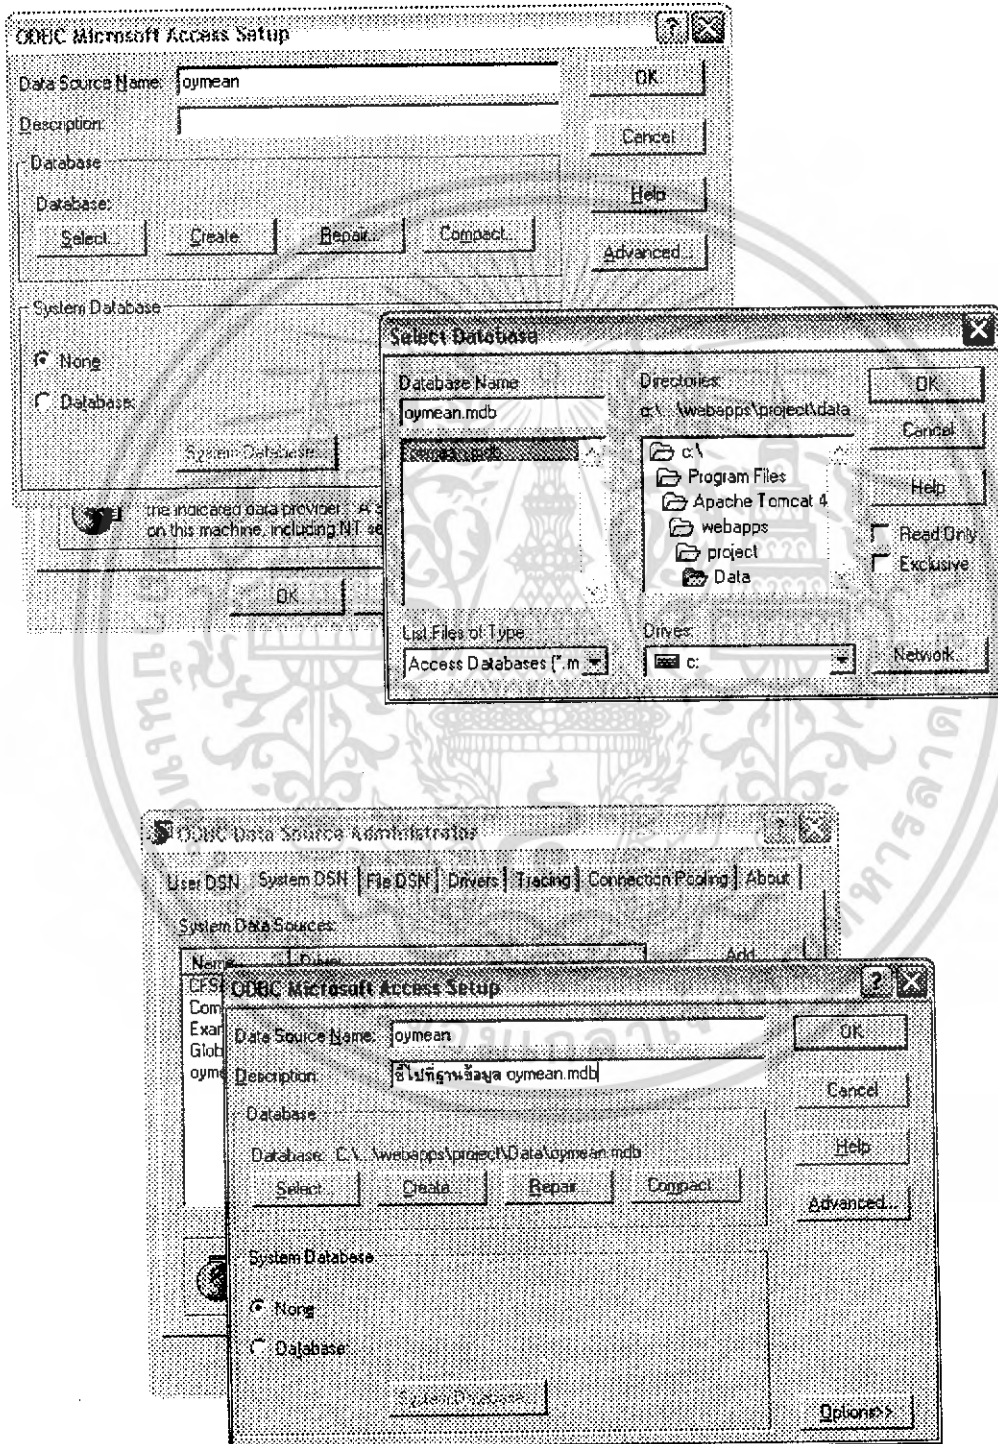 ODBC Microsoft Access Setup
Data Source Name: oymean
OK
Description:
Cancel
Database
Help
Database:
Select... Create... Repair... Compact...
Advanced...
System Database
None
Database:
System Database...
the indicated data provider. A
on this machine, including NT se
OK
Select Database
Database Name
oymean.mdb
oymean.mdb
Directories:
c:\...\webapps\project\data
c:\
Program Files
Apache Tomcat 4
webapps
project
Data
OK
Cancel
Help
Read Only
Exclusive
List Files of Type
Access Databases (*.m
Drives:
c:
Network...
ODBC Data Source Administrator
User DSN System DSN File DSN Drivers Tracing Connection Pooling About
System Data Sources:
Name Driver
Add...
Com
Exar
Glob
oyme
ODBC Microsoft Access Setup
Data Source Name: oymean
OK
Description: ชี้ไปที่ฐานข้อมูล oymean.mdb
Cancel
Database
Database: C:\...\webapps\project\Data\oymean.mdb
Help
Select... Create... Repair... Compact...
Advanced...
System Database
None
Database:
System Database...
Options>>